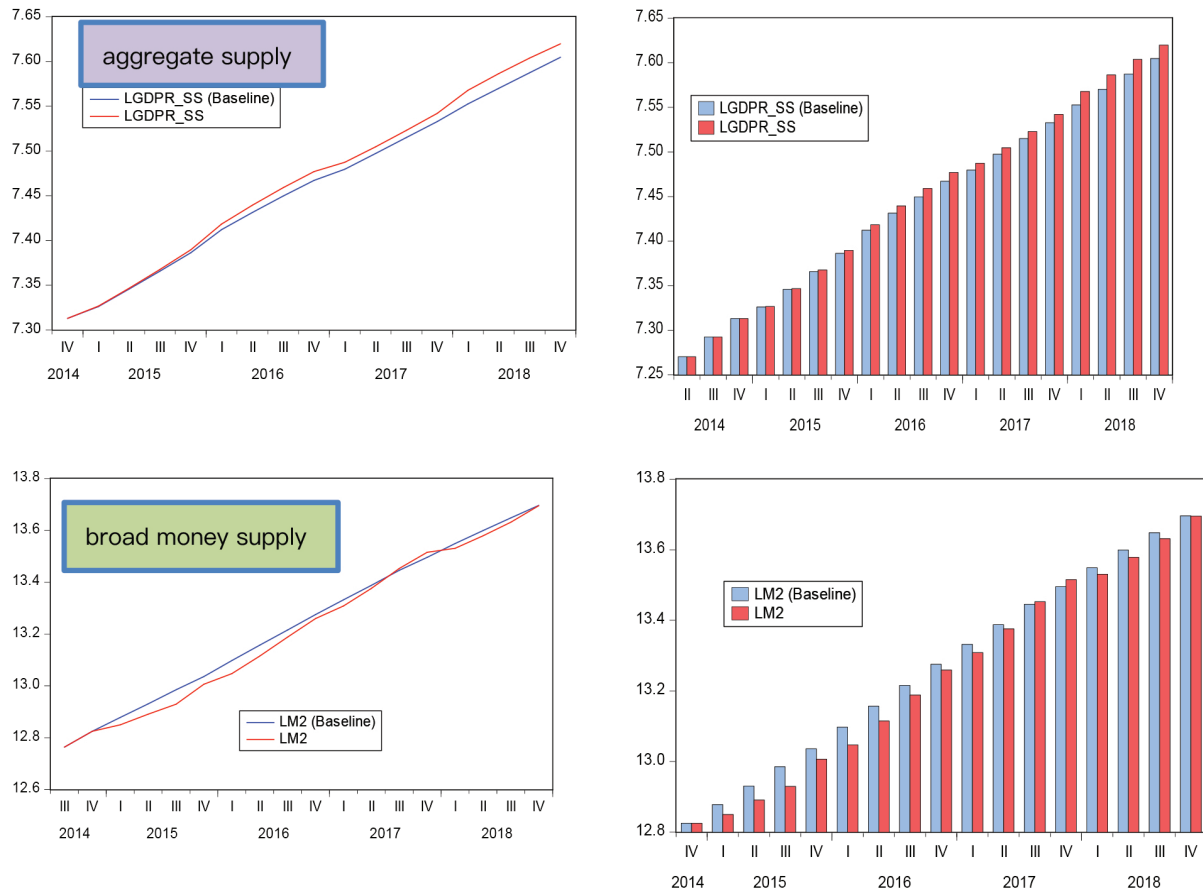 7.65
7.60
7.55
7.50
7.45
7.40
7.35
7.30
aggregate supply
LGDPR_SS (Baseline)
LGDPR_SS
IV I II III IV I II III IV I II III IV I II III IV
2014 2015 2016 2017 2018
7.65
7.60
7.55
7.50
7.45
7.40
7.35
7.30
7.25
LGDPR_SS (Baseline)
LGDPR_SS
II III IV I II III IV I II III IV I II III IV I II III IV
2014 2015 2016 2017 2018
13.8
13.6
13.4
13.2
13.0
12.8
12.6
broad money supply
LM2 (Baseline)
LM2
III IV I II III IV I II III IV I II III IV I II III IV
2014 2015 2016 2017 2018
13.8
13.6
13.4
13.2
13.0
12.8
LM2 (Baseline)
LM2
IV I II III IV I II III IV I II III IV I II III IV
2014 2015 2016 2017 2018